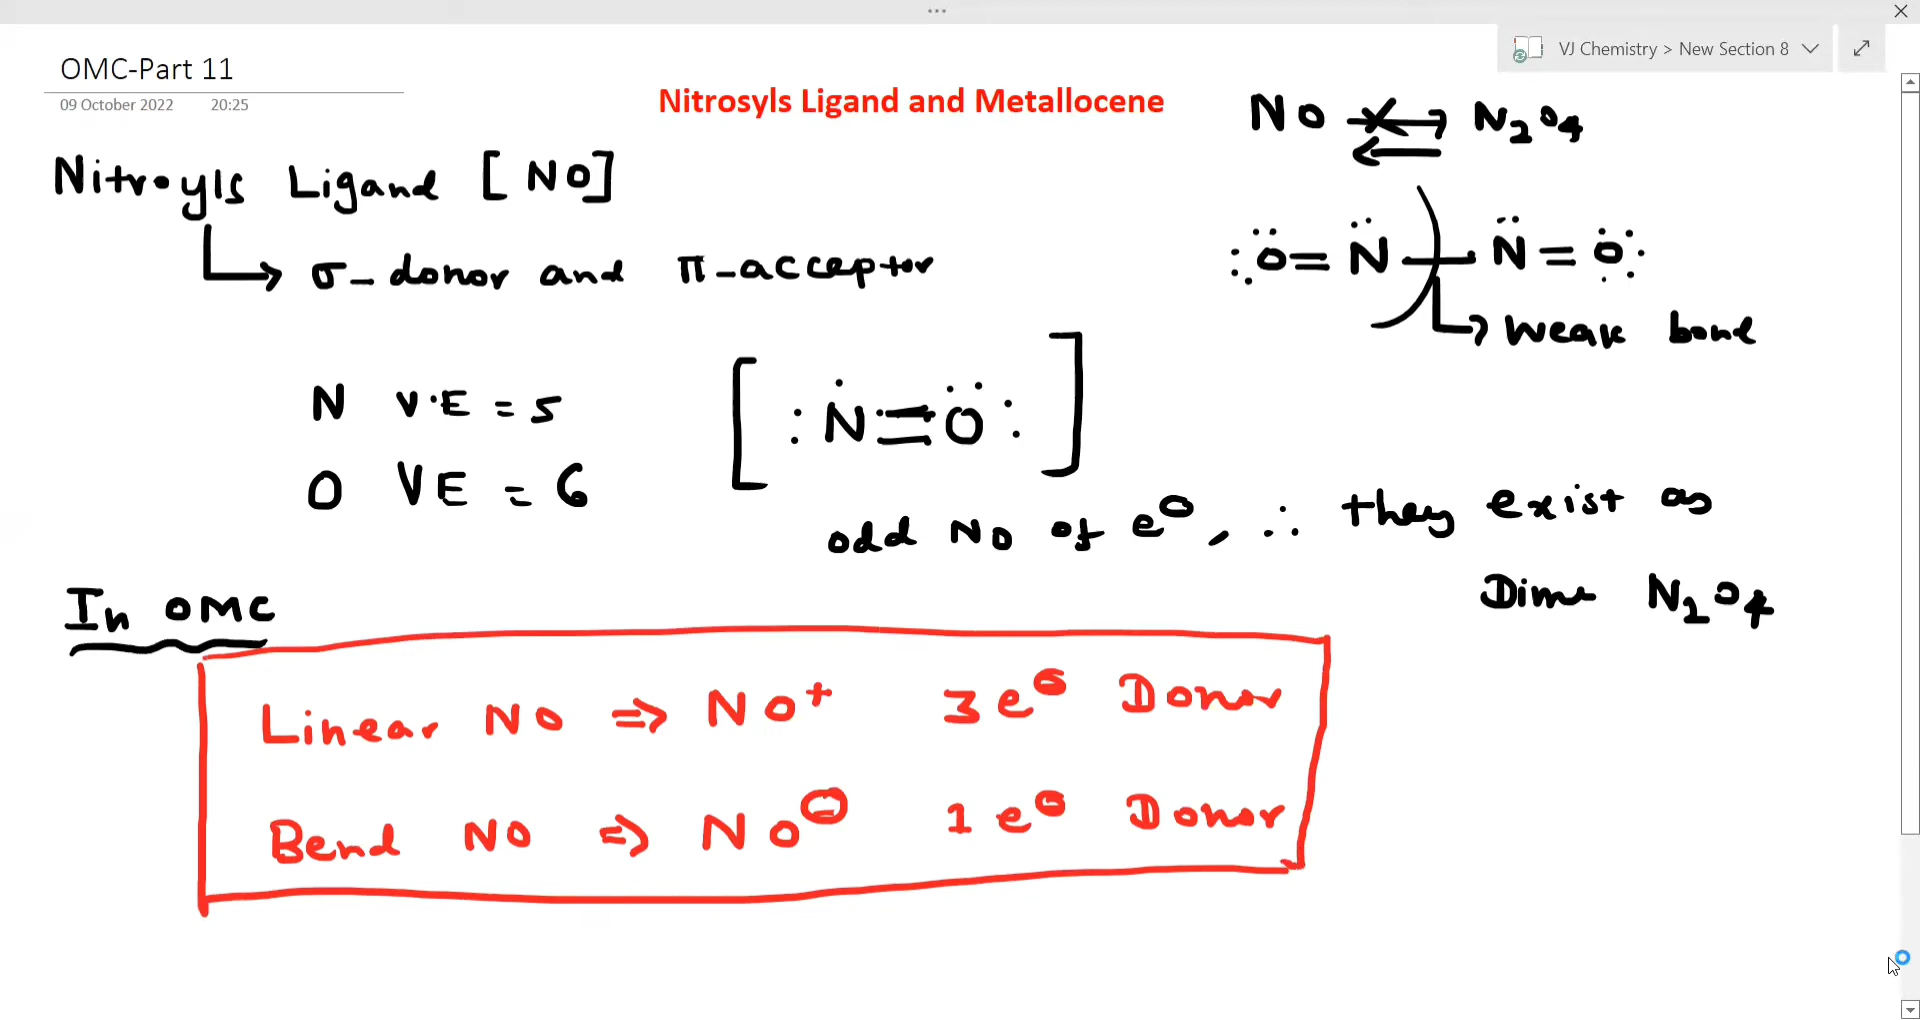 VJ Chemistry > New Section 8
OMC-Part 11
09 October 2022 20:25
Nitrosyls Ligand and Metallocene
NO ⇄ N₂O₄
Nitroyls Ligand [NO]
↳ σ-donor and π-acceptor
:Ö=N̈—N̈=Ö:
↳ weak bond
N V.E = 5
O VE = 6
[:Ṅ=Ö:]
odd NO of e⊖, ∴ they exist as
Dime N₂O₄
In OMC
Linear NO ⇒ NO⁺ 3e⊖ Donor
Bend NO ⇒ NO⊖ 1e⊖ Donor